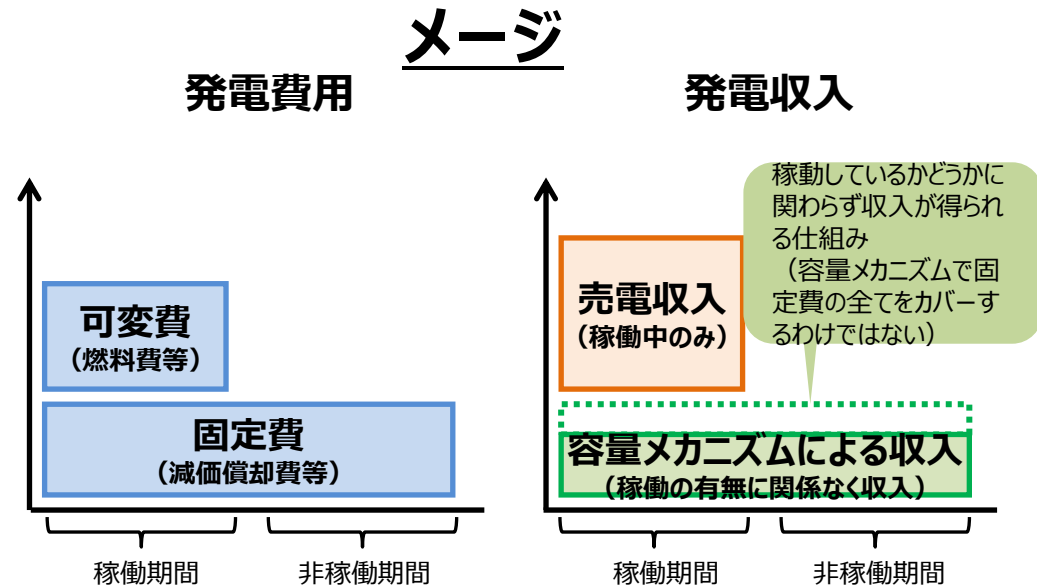 メージ
発電費用
発電収入
稼働しているかどうかに
関わらず収入が得られ
る仕組み
（容量メカニズムで固
定費の全てをカバーす
るわけではない）
可変費
（燃料費等）
固定費
（減価償却費等）
売電収入
（稼働中のみ）
容量メカニズムによる収入
（稼働の有無に関係なく収入）
稼働期間
非稼働期間
稼働期間
非稼働期間